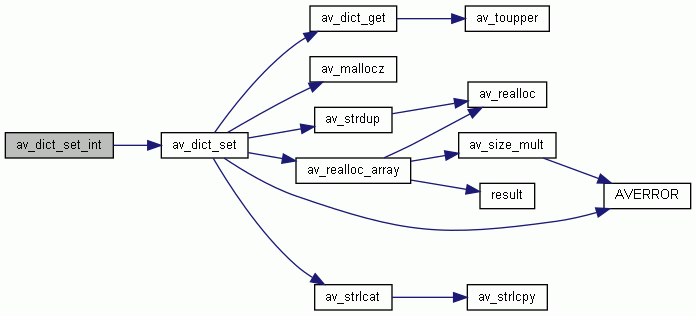 av_dict_get
av_toupper
av_mallocz
av_realloc
av_strdup
av_dict_set_int
av_dict_set
av_size_mult
av_realloc_array
result
AVERROR
av_strlcat
av_strlcpy